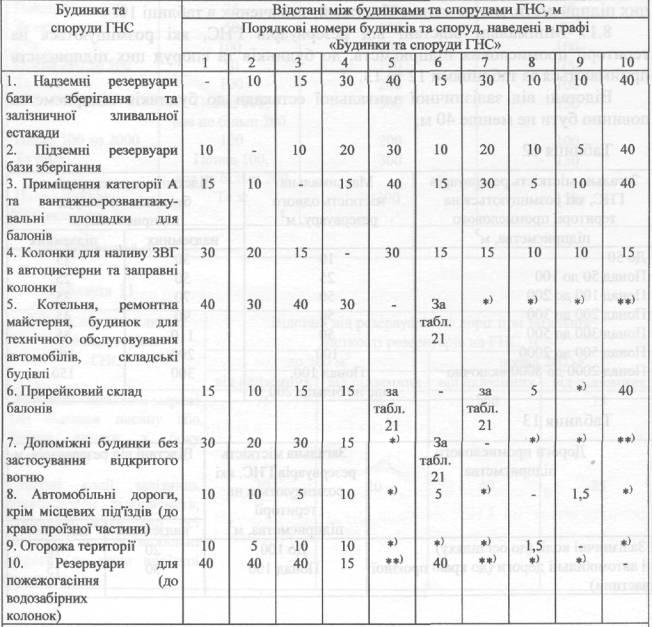 Будинки та споруди ГНС
Відстані між будинками та спорудами ГНС, м
Порядкові номери будинків та споруд, наведені в графі
«Будинки та споруди ГНС»
1 2 3 4 5 6 7 8 9 10
1. Надземні резервуари - 10 15 30 40 15 30 10 10 40
бази зберігання та
залізничної зливальної
естакади
2. Підземні резервуари 10 - 10 20 30 10 20 10 5 40
бази зберігання
3. Приміщення категорії А 15 10 - 15 40 15 30 5 10 40
та вантажно-розвантажу-
вальні площадки для
балонів
4. Колонки для наливу ЗВГ 30 20 15 - 30 15 15 10 10 15
в автоцистерни та заправні
колонки
5. Котельня, ремонтна 40 30 40 30 - За *) *) *) **)
майстерня, будинок для табл.
технічного обслуговування 21
автомобілів, складські
будівлі
6. Прирейковий склад 15 10 15 15 за - за 5 *) 40
балонів табл. табл.
21 21
7. Допоміжні будинки без 30 20 30 15 *) За - *) *) **)
застосування відкритого табл.
вогню 21
8. Автомобільні дороги, 10 10 5 10 *) 5 *) - 1,5 *)
крім місцевих під'їздів (до
краю проїзної частини)
9. Огорожа території 10 5 10 10 *) *) *) 1,5 - *)
10. Резервуари для 40 40 40 15 **) 40 **) *) *) -
пожежогасіння (до
водозабірних
колонок)